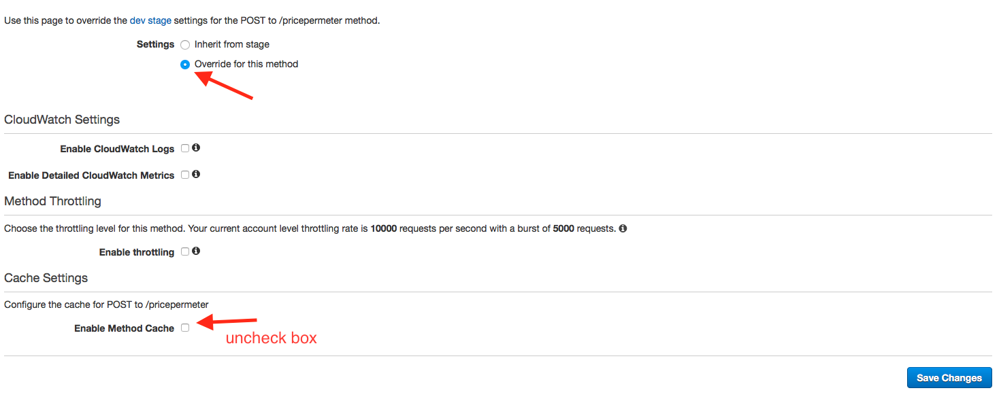 Use this page to override the dev stage settings for the POST to /pricepermeter method.
Settings Inherit from stage
Override for this method
CloudWatch Settings
Enable CloudWatch Logs
Enable Detailed CloudWatch Metrics
Method Throttling
Choose the throttling level for this method. Your current account level throttling rate is 10000 requests per second with a burst of 5000 requests.
Enable throttling
Cache Settings
Configure the cache for POST to /pricepermeter
Enable Method Cache
uncheck box
Save Changes